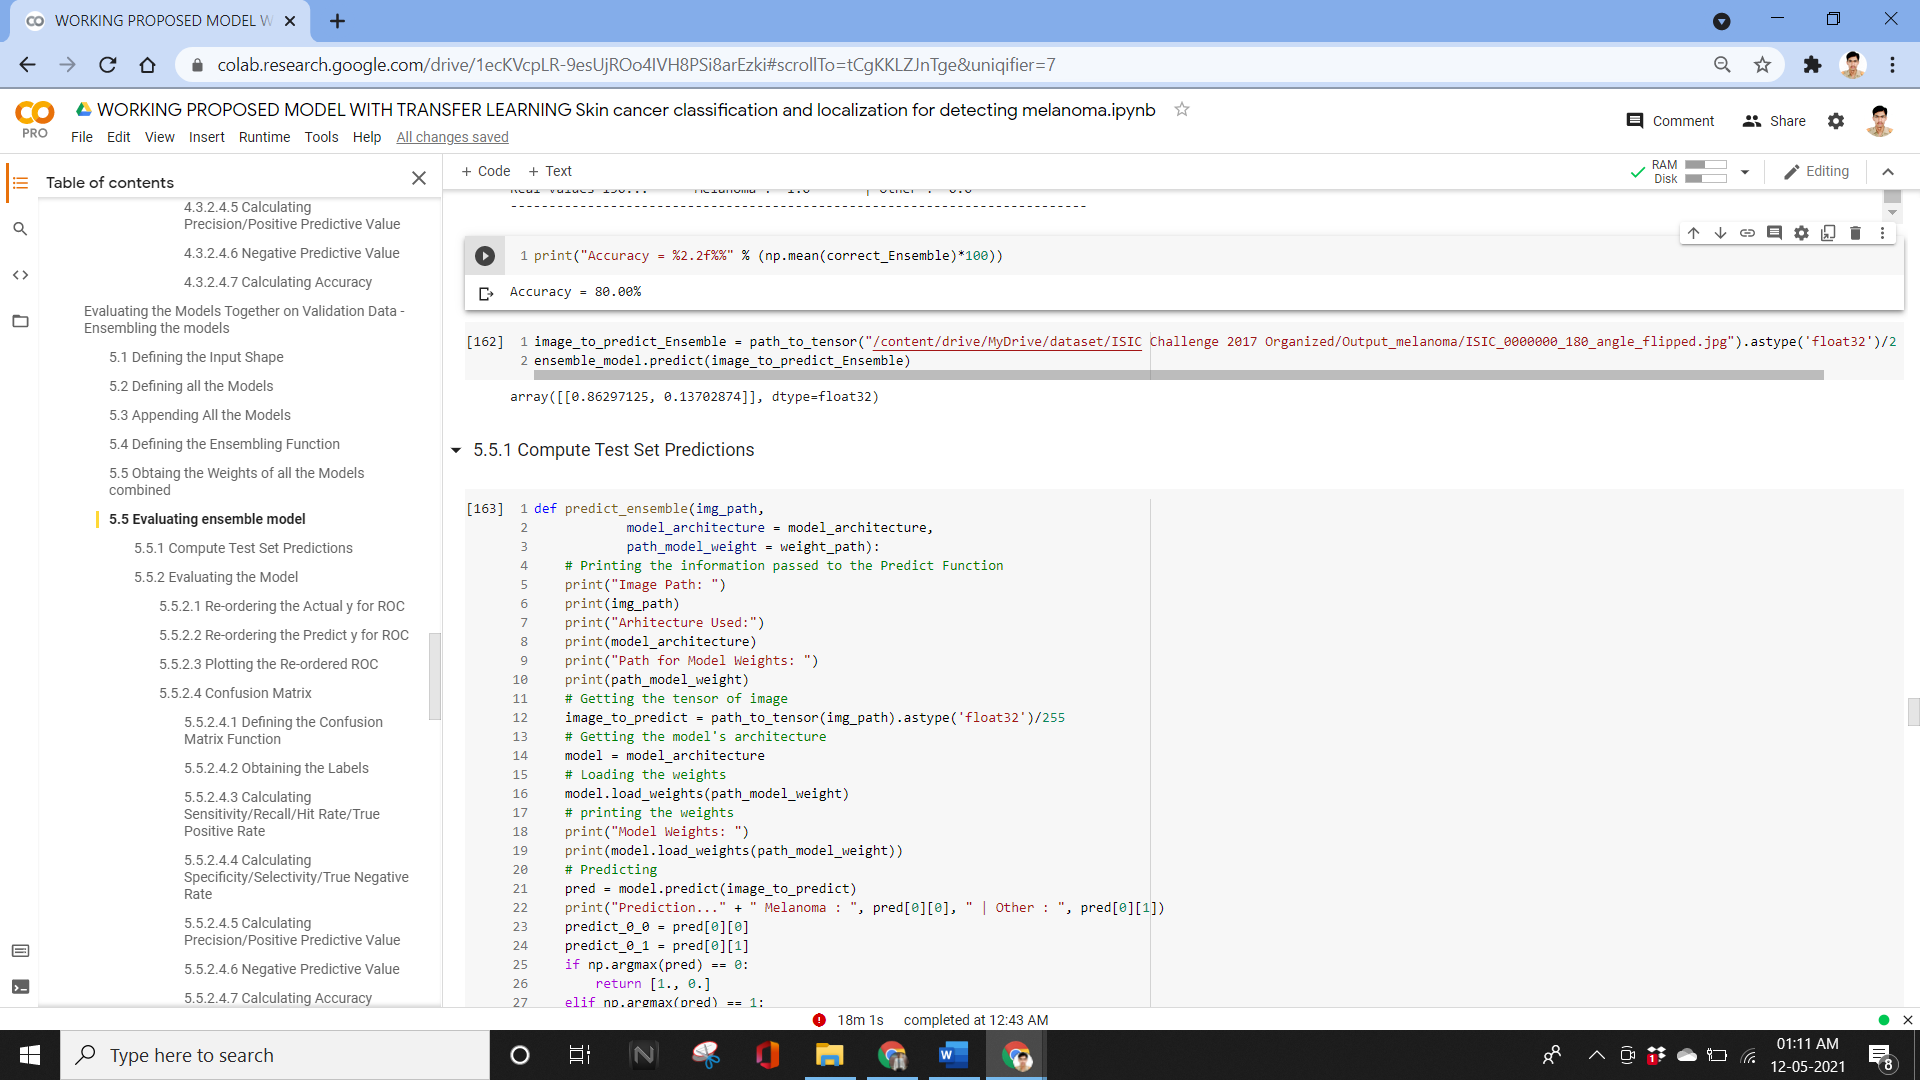 WORKING PROPOSED MODEL W
colab.research.google.com/drive/1ecKVcpLR-9esUjROo4IVH8PSi8arEzki#scrollTo=tCgKKLZJnTge&uniqifier=7
CO
PRO
WORKING PROPOSED MODEL WITH TRANSFER LEARNING Skin cancer classification and localization for detecting melanoma.ipynb
File Edit View Insert Runtime Tools Help All changes saved
Comment Share
Table of contents
4.3.2.4.5 Calculating
Precision/Positive Predictive Value
4.3.2.4.6 Negative Predictive Value
4.3.2.4.7 Calculating Accuracy
Evaluating the Models Together on Validation Data -
Ensembling the models
5.1 Defining the Input Shape
5.2 Defining all the Models
5.3 Appending All the Models
5.4 Defining the Ensembling Function
5.5 Obtaing the Weights of all the Models
combined
5.5 Evaluating ensemble model
5.5.1 Compute Test Set Predictions
5.5.2 Evaluating the Model
5.5.2.1 Re-ordering the Actual y for ROC
5.5.2.2 Re-ordering the Predict y for ROC
5.5.2.3 Plotting the Re-ordered ROC
5.5.2.4 Confusion Matrix
5.5.2.4.1 Defining the Confusion
Matrix Function
5.5.2.4.2 Obtaining the Labels
5.5.2.4.3 Calculating
Sensitivity/Recall/Hit Rate/True
Positive Rate
5.5.2.4.4 Calculating
Specificity/Selectivity/True Negative
Rate
5.5.2.4.5 Calculating
Precision/Positive Predictive Value
5.5.2.4.6 Negative Predictive Value
5.5.2.4.7 Calculating Accuracy
+ Code + Text
RAM
Disk
Editing
---------------------------------------------------------------------------
1 print("Accuracy = %2.2f%%" % (np.mean(correct_Ensemble)*100))
Accuracy = 80.00%
[162] 1 image_to_predict_Ensemble = path_to_tensor("/content/drive/MyDrive/dataset/ISIC Challenge 2017 Organized/Output_melanoma/ISIC_0000000_180_angle_flipped.jpg").astype('float32')/2
2 ensemble_model.predict(image_to_predict_Ensemble)
array([[0.86297125, 0.13702874]], dtype=float32)
5.5.1 Compute Test Set Predictions
[163] 1 def predict_ensemble(img_path,
2 model_architecture = model_architecture,
3 path_model_weight = weight_path):
4 # Printing the information passed to the Predict Function
5 print("Image Path: ")
6 print(img_path)
7 print("Arhitecture Used:")
8 print(model_architecture)
9 print("Path for Model Weights: ")
10 print(path_model_weight)
11 # Getting the tensor of image
12 image_to_predict = path_to_tensor(img_path).astype('float32')/255
13 # Getting the model's architecture
14 model = model_architecture
15 # Loading the weights
16 model.load_weights(path_model_weight)
17 # printing the weights
18 print("Model Weights: ")
19 print(model.load_weights(path_model_weight))
20 # Predicting
21 pred = model.predict(image_to_predict)
22 print("Prediction..." + " Melanoma : ", pred[0][0], " | Other : ", pred[0][1])
23 predict_0_0 = pred[0][0]
24 predict_0_1 = pred[0][1]
25 if np.argmax(pred) == 0:
26 return [1., 0.]
27 elif np.argmax(pred) == 1:
18m 1s completed at 12:43 AM
Type here to search
01:11 AM
12-05-2021
1
8